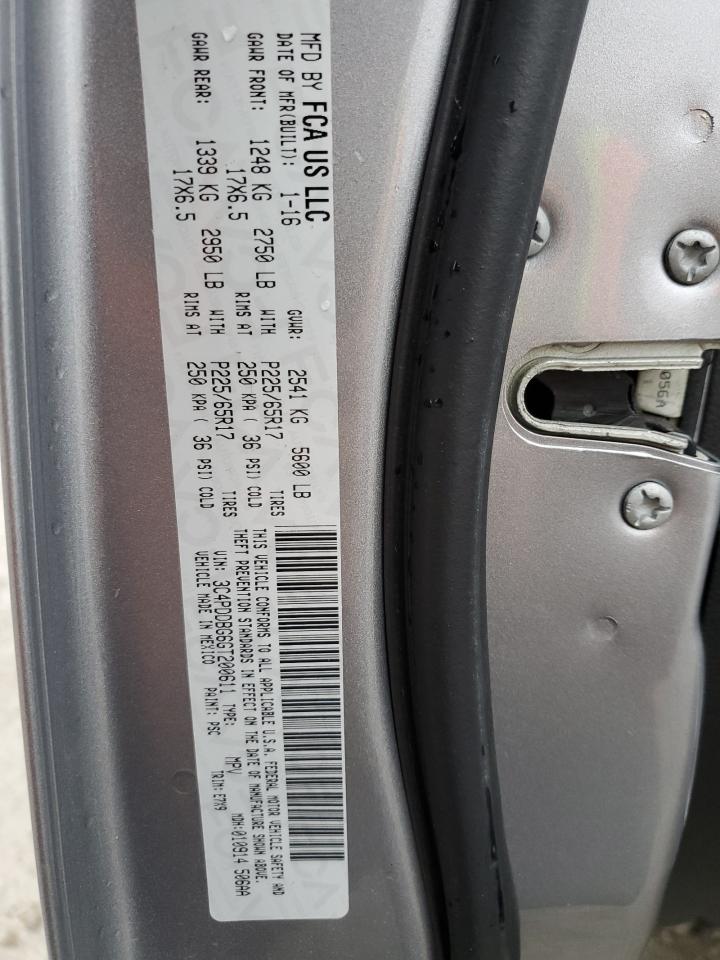 MFD BY FCA US LLC
DATE OF MFR(BUILT): 1-16 GVWR: 2541 KG 5600 LB
GAWR FRONT: 1248 KG 2750 LB WITH P225/65R17 TIRES
17X6.5 RIMS AT 250 KPA ( 36 PSI) COLD
GAWR REAR: 1339 KG 2950 LB WITH P225/65R17 TIRES
17X6.5 RIMS AT 250 KPA ( 36 PSI) COLD
THIS VEHICLE CONFORMS TO ALL APPLICABLE U.S.A. FEDERAL MOTOR VEHICLE SAFETY AND
THEFT PREVENTION STANDARDS IN EFFECT ON THE DATE OF MANUFACTURE SHOWN ABOVE.
VIN: 3C4PDDBG6GT200611 TYPE: MPV MDH:010914 506AA
VEHICLE MADE IN MEXICO PAINT: PSC TRIM: E7X9
056A